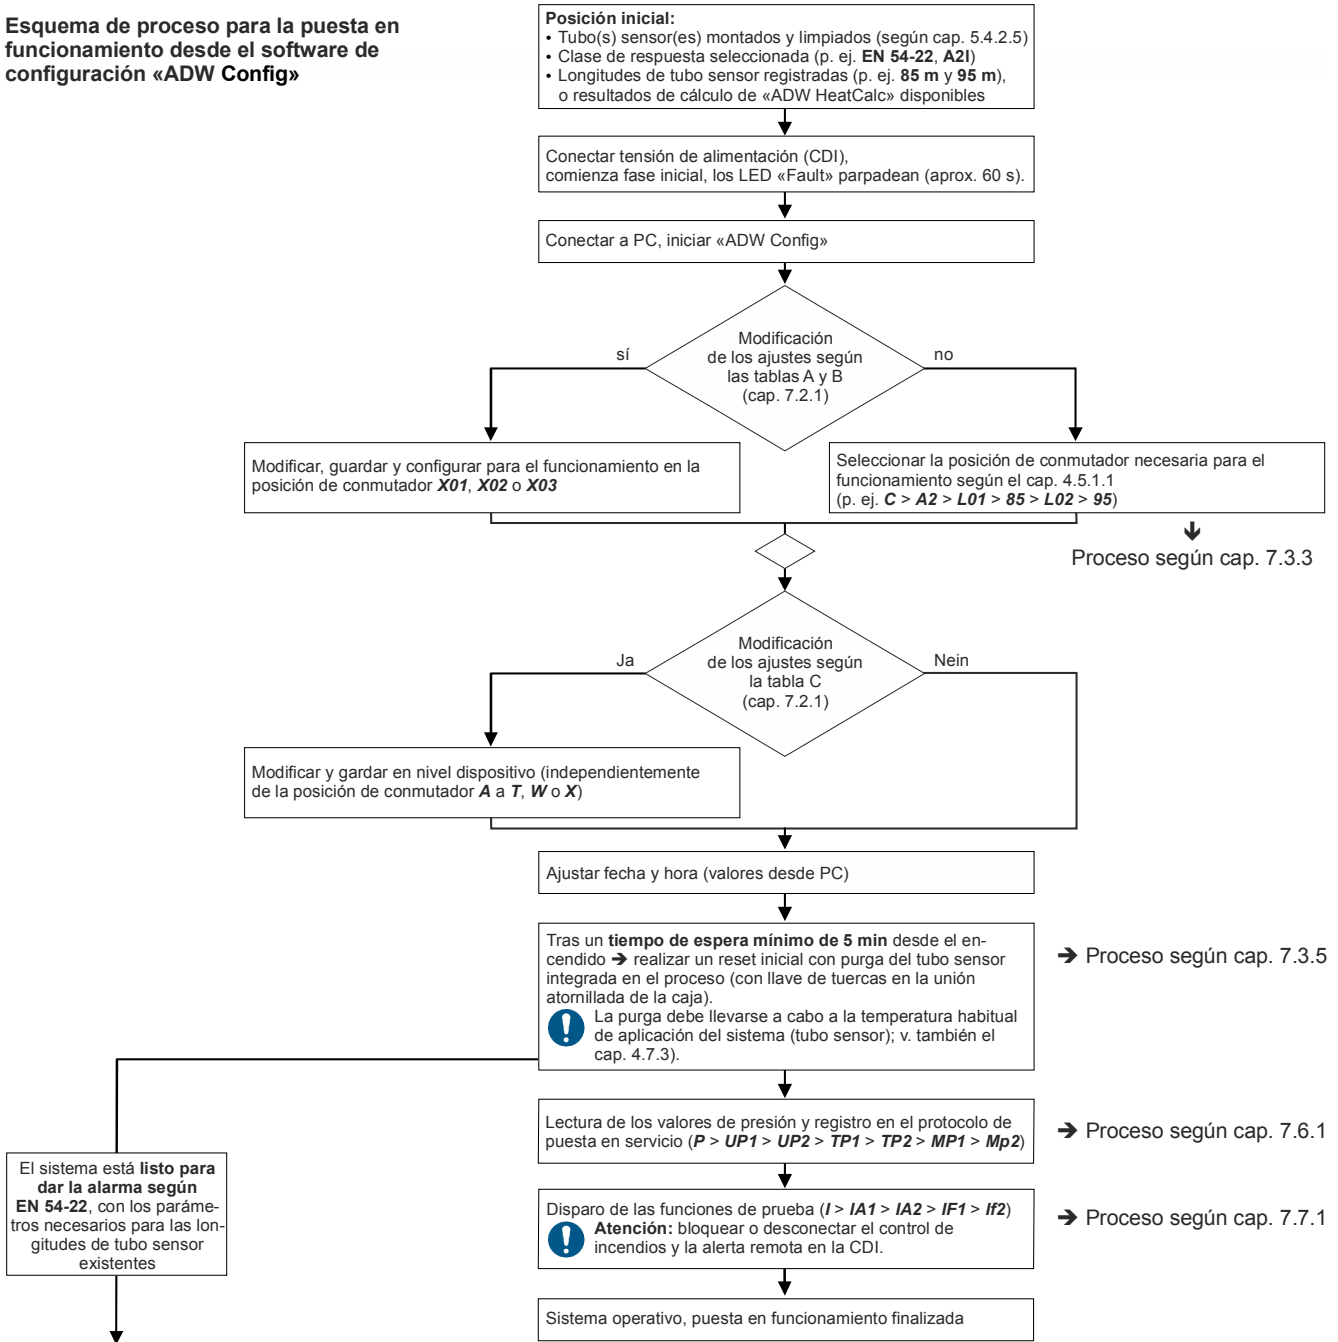 Esquema de proceso para la puesta en
funcionamiento desde el software de
configuración «ADW Config»
Posición inicial:
• Tubo(s) sensor(es) montados y limpiados (según cap. 5.4.2.5)
• Clase de respuesta seleccionada (p. ej. EN 54-22, A2I)
• Longitudes de tubo sensor registradas (p. ej. 85 m y 95 m),
o resultados de cálculo de «ADW HeatCalc» disponibles
Conectar tensión de alimentación (CDI),
comienza fase inicial, los LED «Fault» parpadean (aprox. 60 s).
Conectar a PC, iniciar «ADW Config»
Modificación
de los ajustes según
las tablas A y B
(cap. 7.2.1)
sí
no
Modificar, guardar y configurar para el funcionamiento en la
posición de conmutador X01, X02 o X03
Seleccionar la posición de conmutador necesaria para el
funcionamiento según el cap. 4.5.1.1
(p. ej. C > A2 > L01 > 85 > L02 > 95)
🡻
Proceso según cap. 7.3.3
Modificación
de los ajustes según
la tabla C
(cap. 7.2.1)
Ja
Nein
Modificar y gardar en nivel dispositivo (independientemente
de la posición de conmutador A a T, W o X)
Ajustar fecha y hora (valores desde PC)
Tras un tiempo de espera mínimo de 5 min desde el en-
cendido ➔ realizar un reset inicial con purga del tubo sensor
integrada en el proceso (con llave de tuercas en la unión
atornillada de la caja).
La purga debe llevarse a cabo a la temperatura habitual
de aplicación del sistema (tubo sensor); v. también el
cap. 4.7.3).
➔ Proceso según cap. 7.3.5
Lectura de los valores de presión y registro en el protocolo de
puesta en servicio (P > UP1 > UP2 > TP1 > TP2 > MP1 > Mp2)
➔ Proceso según cap. 7.6.1
El sistema está listo para
dar la alarma según
EN 54-22, con los paráme-
tros necesarios para las lon-
gitudes de tubo sensor
existentes
Disparo de las funciones de prueba (I > IA1 > IA2 > IF1 > If2)
Atención: bloquear o desconectar el control de
incendios y la alerta remota en la CDI.
➔ Proceso según cap. 7.7.1
Sistema operativo, puesta en funcionamiento finalizada